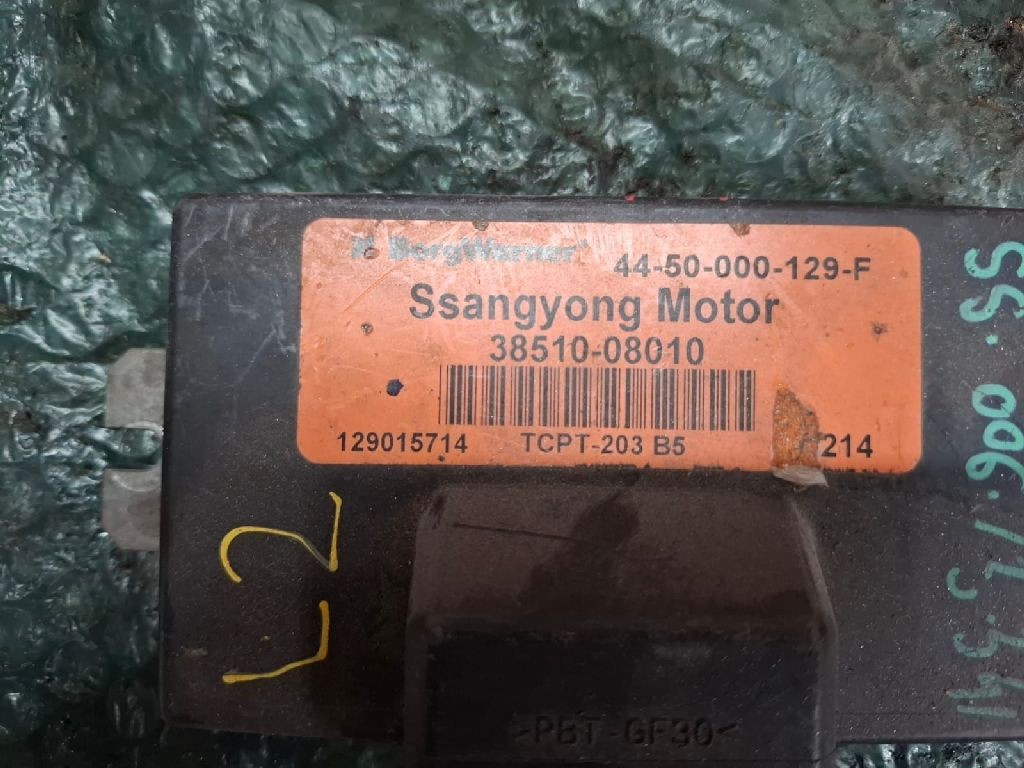 BorgWarner
44-50-000-129-F
Ssangyong Motor
38510-08010
129015714 TCPT-203 B5 214
L2
>PBT-GF30<